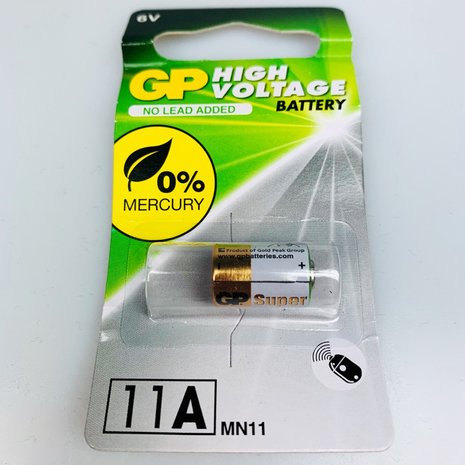 6V
GP HIGH
VOLTAGE
BATTERY
NO LEAD ADDED
0%
MERCURY
Product of Gold Peak Group
www.gpbatteries.com
+
GP Super
11A MN11